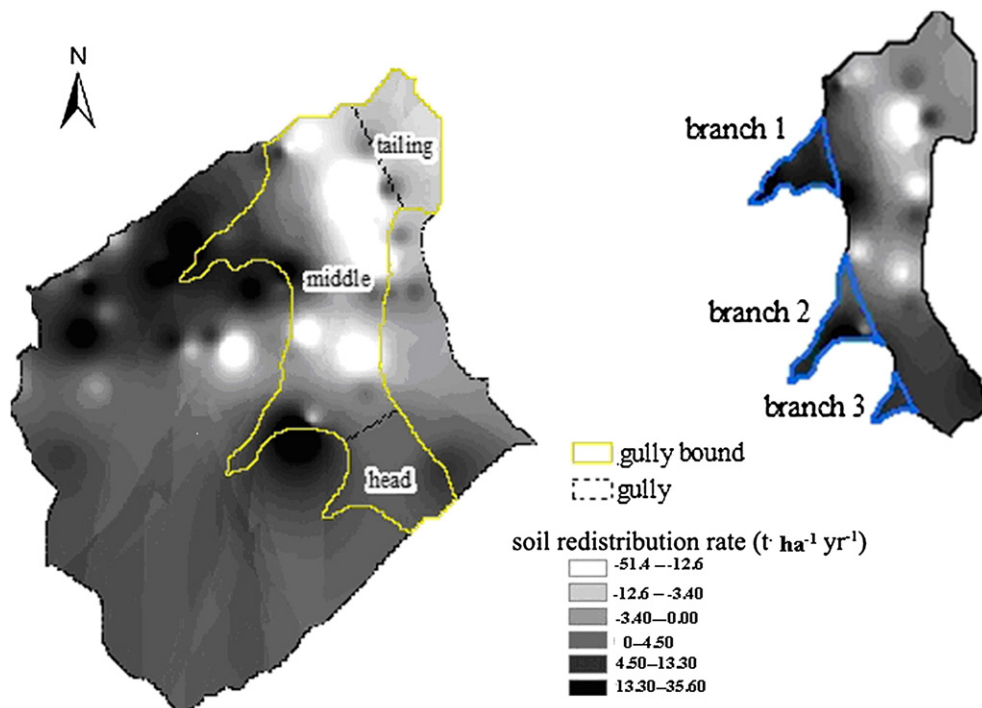 N
tailing
middle
head
branch 1
branch 2
branch 3
gully bound
gully
soil redistribution rate (t· ha-1 yr-1)
-51.4—-12.6
-12.6—-3.40
-3.40—0.00
0—4.50
4.50—13.30
13.30—35.60